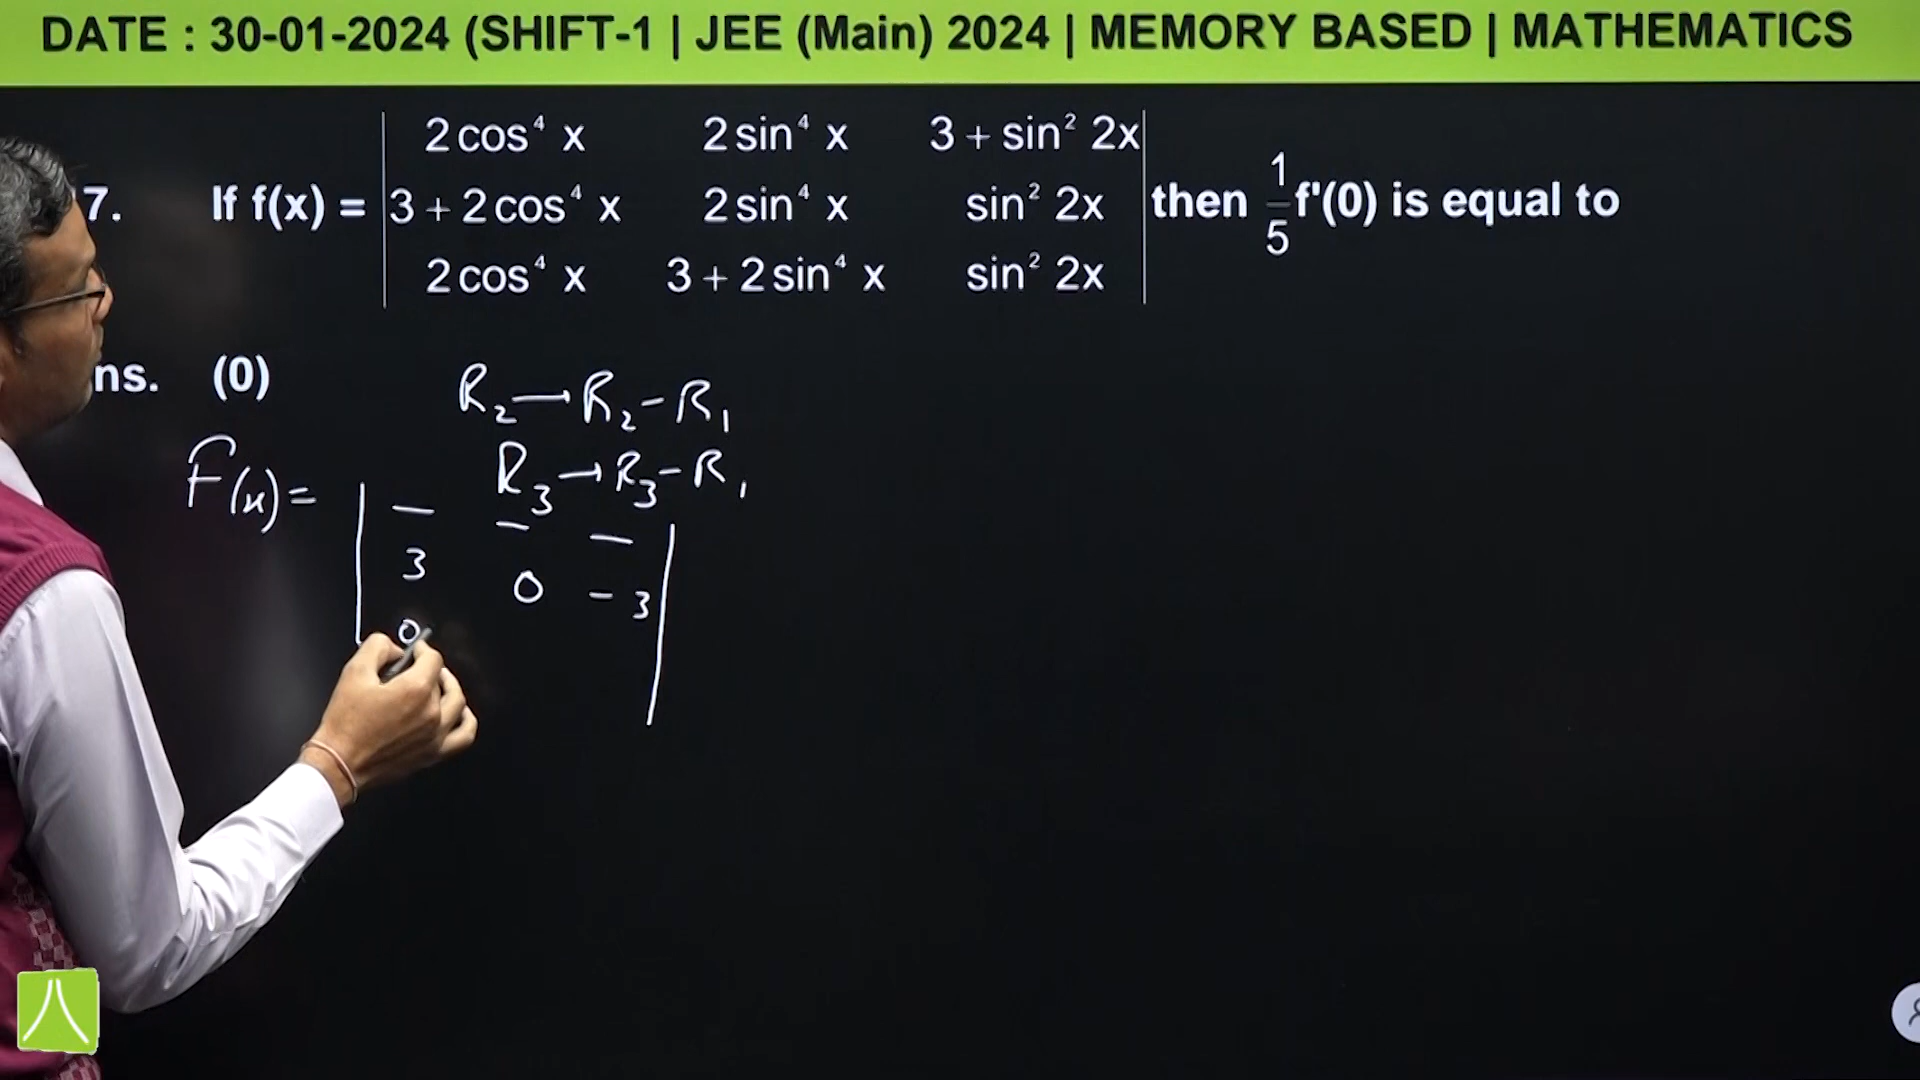 DATE : 30-01-2024 (SHIFT-1 | JEE (Main) 2024 | MEMORY BASED | MATHEMATICS
7. If f(x) = | 2 cos⁴ x 2 sin⁴ x 3 + sin² 2x |
| 3 + 2 cos⁴ x 2 sin⁴ x sin² 2x | then 1/5 f'(0) is equal to
| 2 cos⁴ x 3 + 2 sin⁴ x sin² 2x |
ns. (0)
R₂ → R₂ - R₁
R₃ → R₃ - R₁
F(x) = | — — — |
| 3 0 - 3 |
| 0